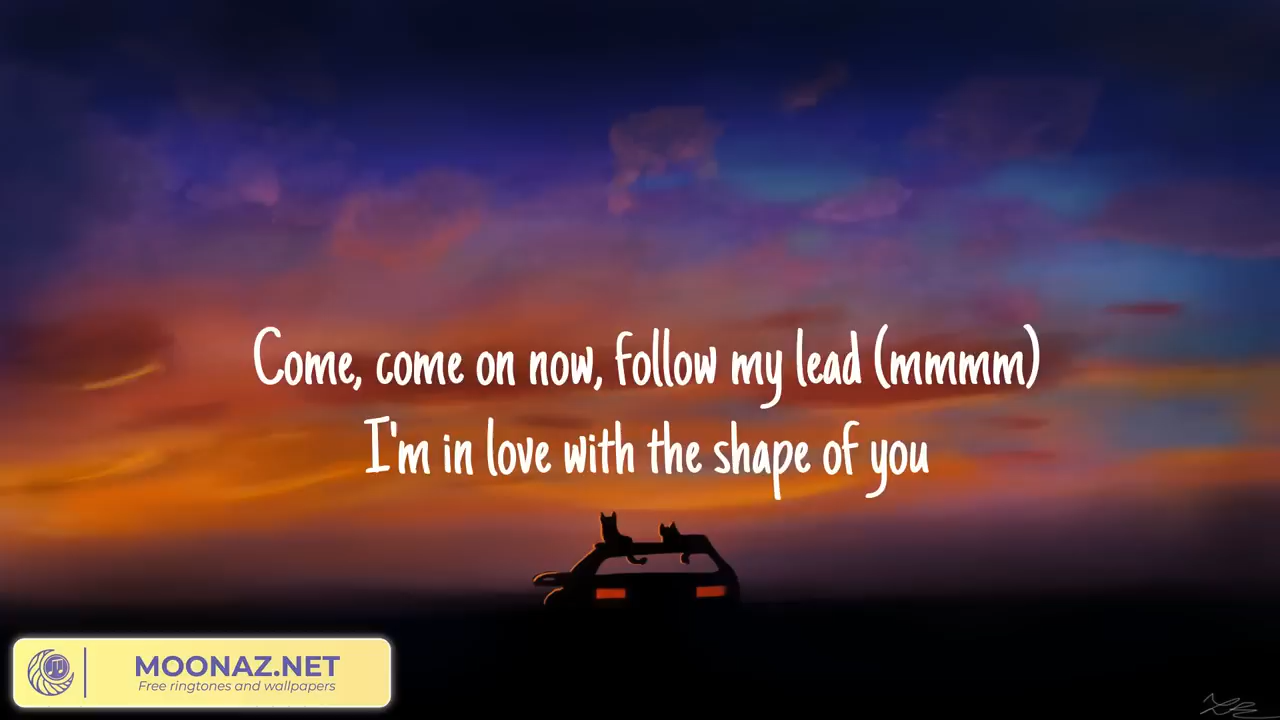 Come, come on now, follow my lead (mmmm)
I'm in love with the shape of you
MOONAZ.NET
Free ringtones and wallpapers